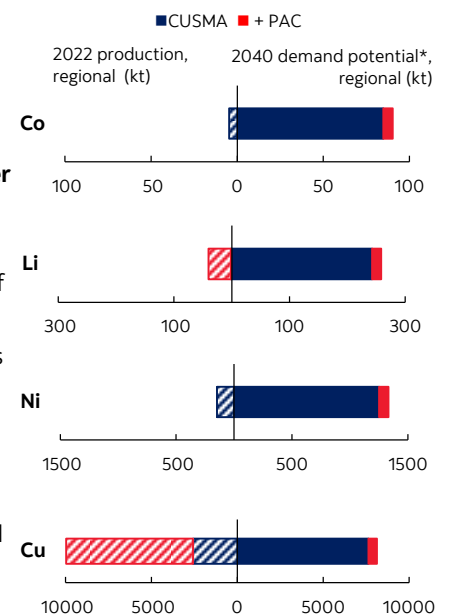 CUSMA + PAC
2022 production,
regional (kt)
2040 demand potential*,
regional (kt)
Co
100 50 0 50 100
Li
300 100 100 300
Ni
1500 500 500 1500
Cu
10000 5000 0 5000 10000